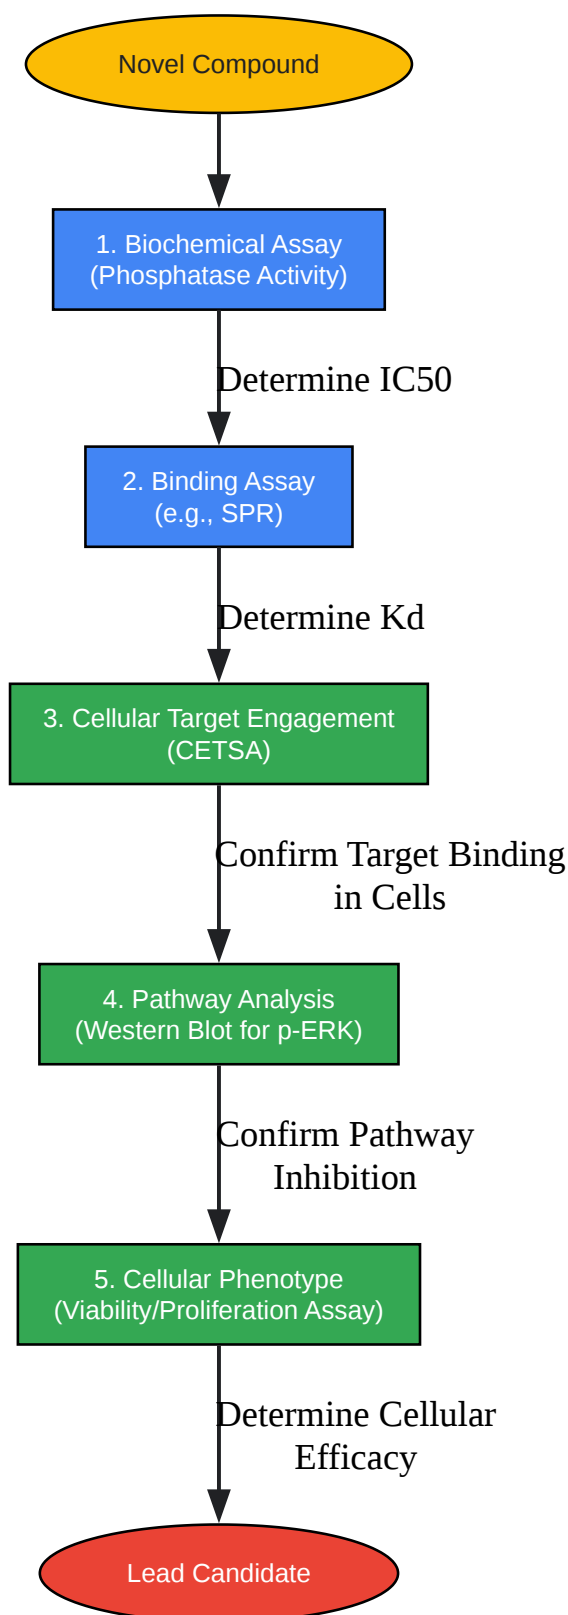 Novel Compound
1. Biochemical Assay
(Phosphatase Activity)
Determine IC50
2. Binding Assay
(e.g., SPR)
Determine Kd
3. Cellular Target Engagement
(CETSA)
Confirm Target Binding
in Cells
4. Pathway Analysis
(Western Blot for p-ERK)
Confirm Pathway
Inhibition
5. Cellular Phenotype
(Viability/Proliferation Assay)
Determine Cellular
Efficacy
Lead Candidate